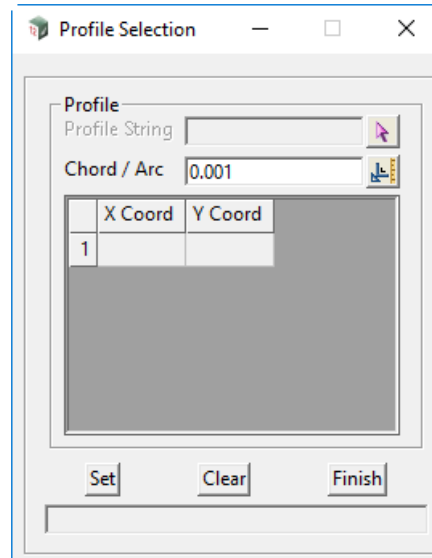 Profile Selection
Profile
Profile String
Chord / Arc 0.001
X Coord Y Coord
1
Set Clear Finish